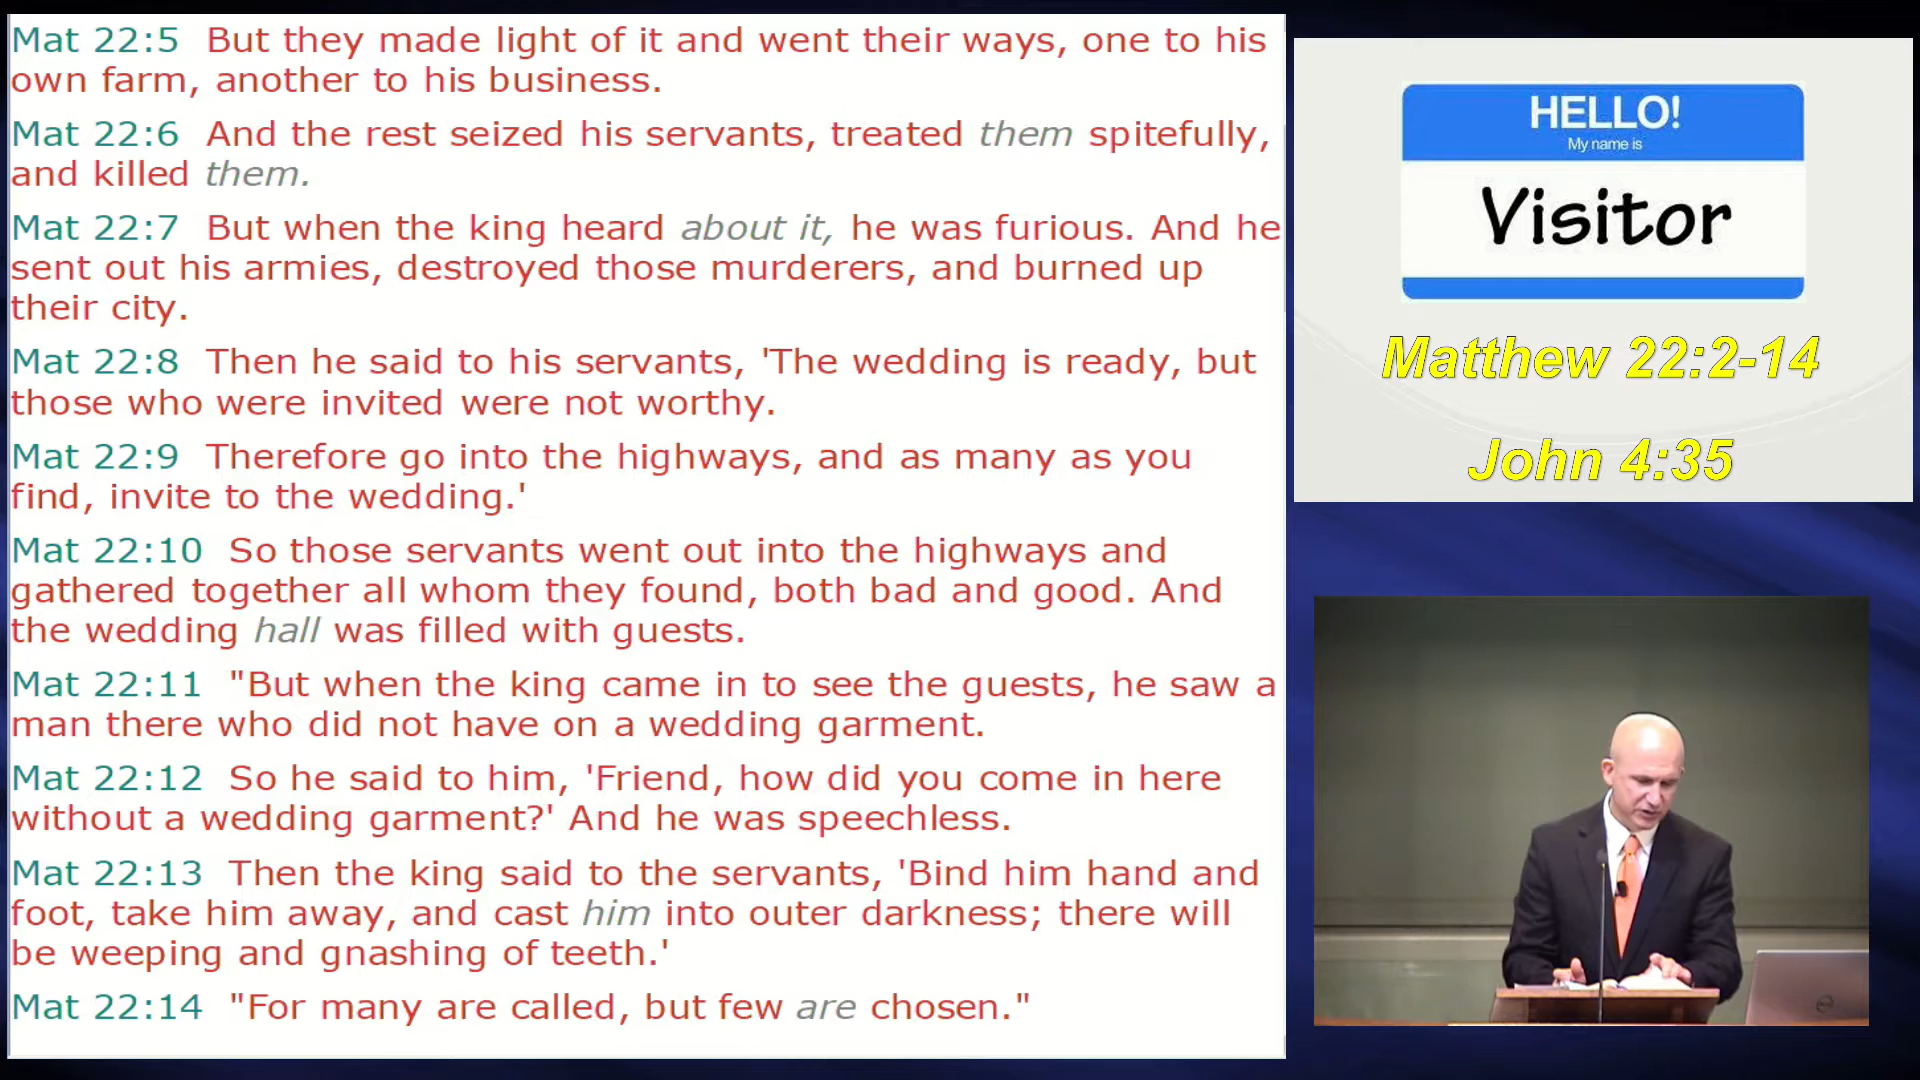 Mat 22:5 But they made light of it and went their ways, one to his
own farm, another to his business.
Mat 22:6 And the rest seized his servants, treated them spitefully,
and killed them.
Mat 22:7 But when the king heard about it, he was furious. And he
sent out his armies, destroyed those murderers, and burned up
their city.
Mat 22:8 Then he said to his servants, 'The wedding is ready, but
those who were invited were not worthy.
Mat 22:9 Therefore go into the highways, and as many as you
find, invite to the wedding.'
Mat 22:10 So those servants went out into the highways and
gathered together all whom they found, both bad and good. And
the wedding hall was filled with guests.
Mat 22:11 "But when the king came in to see the guests, he saw a
man there who did not have on a wedding garment.
Mat 22:12 So he said to him, 'Friend, how did you come in here
without a wedding garment?' And he was speechless.
Mat 22:13 Then the king said to the servants, 'Bind him hand and
foot, take him away, and cast him into outer darkness; there will
be weeping and gnashing of teeth.'
Mat 22:14 "For many are called, but few are chosen."
HELLO!
My name is
Visitor
Matthew 22:2-14
John 4:35